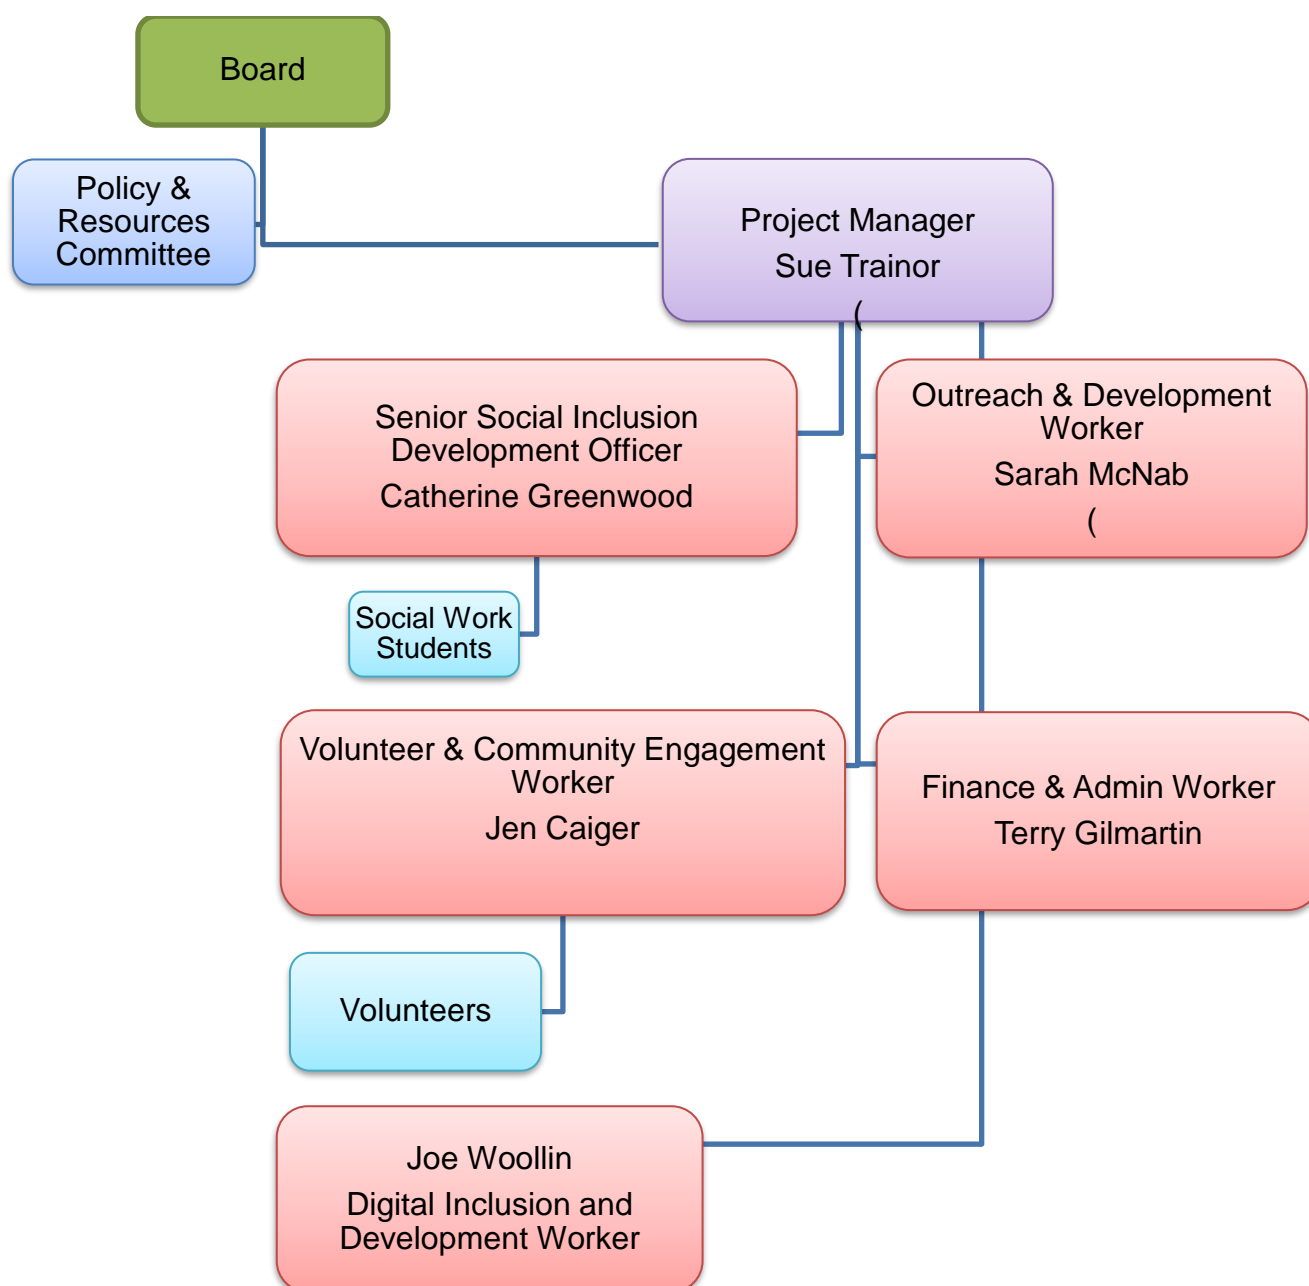 Board
Policy &
Resources
Committee
Project Manager
Sue Trainor
(
Senior Social Inclusion
Development Officer
Catherine Greenwood
Outreach & Development
Worker
Sarah McNab
(
Social Work
Students
Volunteer & Community Engagement
Worker
Jen Caiger
Finance & Admin Worker
Terry Gilmartin
Volunteers
Joe Woollin
Digital Inclusion and
Development Worker